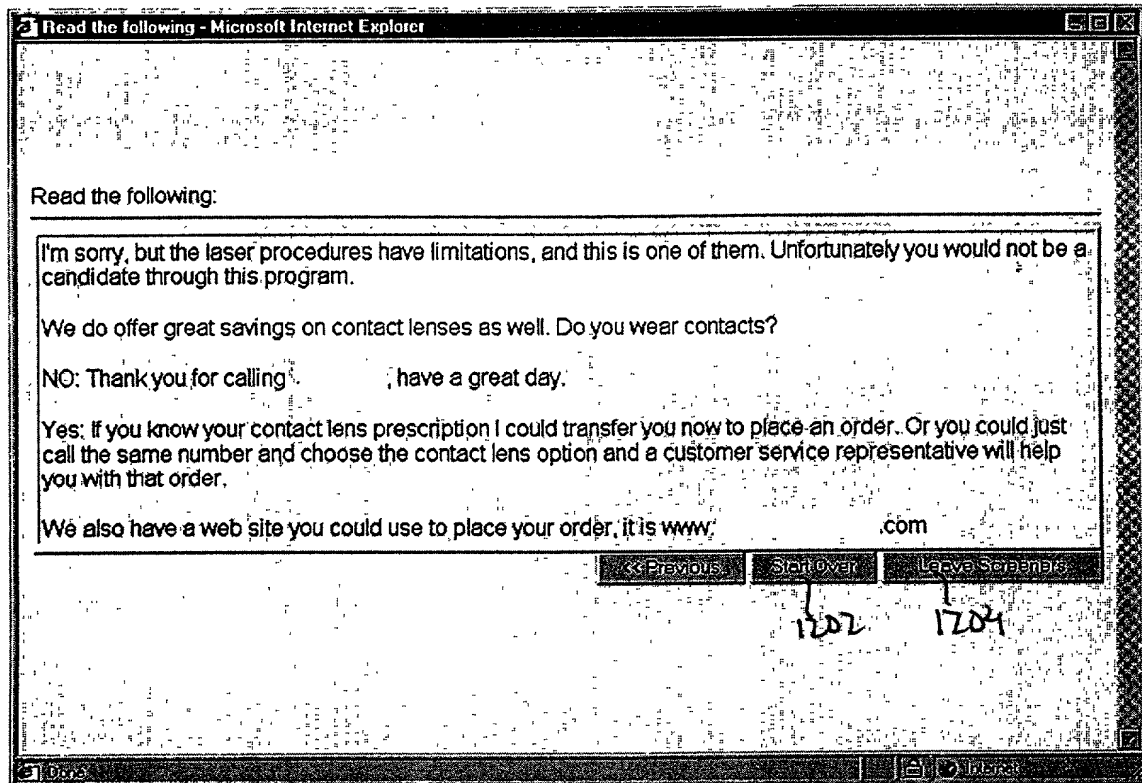 Read the following - Microsoft Internet Explorer
Read the following:
I'm sorry, but the laser procedures have limitations, and this is one of them. Unfortunately you would not be a
candidate through this program.
We do offer great savings on contact lenses as well. Do you wear contacts?
NO: Thank you for calling , have a great day.
Yes: If you know your contact lens prescription I could transfer you now to place an order. Or you could just
call the same number and choose the contact lens option and a customer service representative will help
you with that order.
We also have a web site you could use to place your order, it is www. .com
<< Previous Start Over Leave Screeners
1202 1204
Done Internet